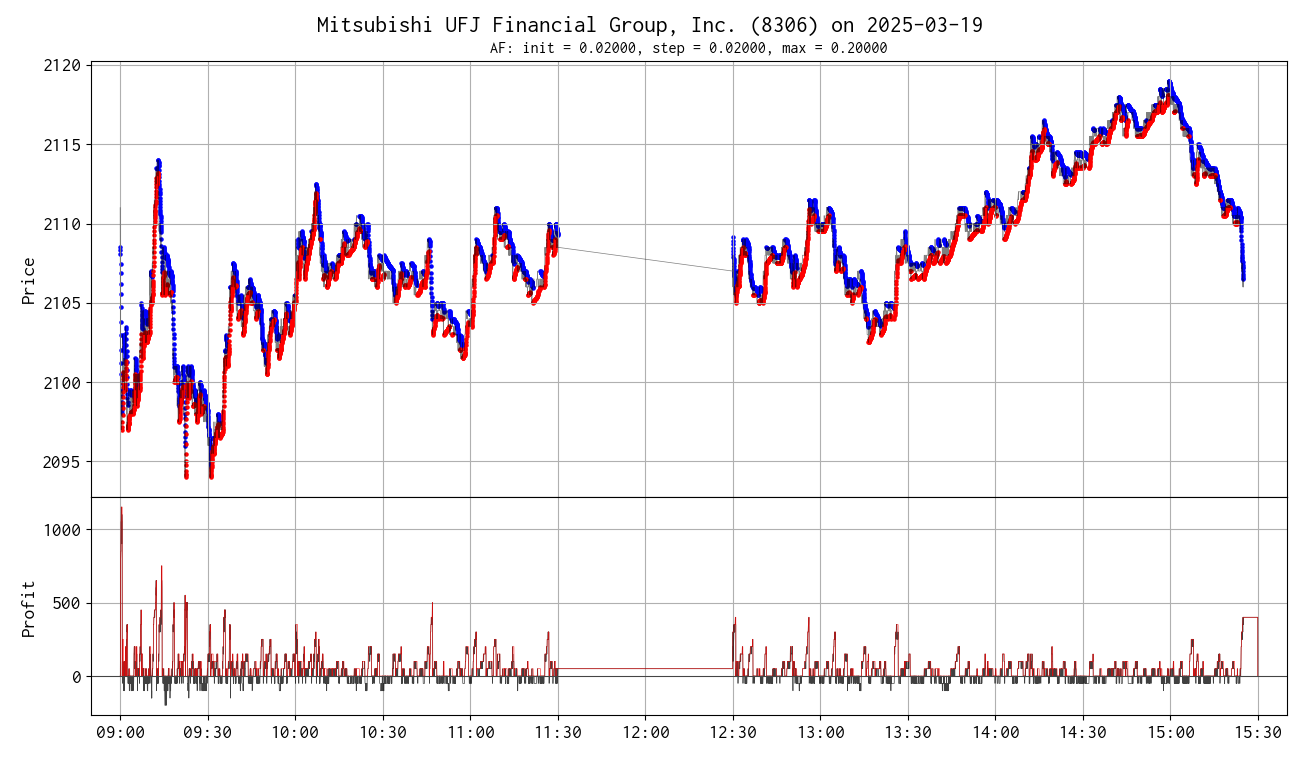 Mitsubishi UFJ Financial Group, Inc. (8306) on 2025-03-19
AF: init = 0.02000, step = 0.02000, max = 0.20000
Price
2120
2115
2110
2105
2100
2095
Profit
1000
500
0
09:00 09:30 10:00 10:30 11:00 11:30 12:00 12:30 13:00 13:30 14:00 14:30 15:00 15:30